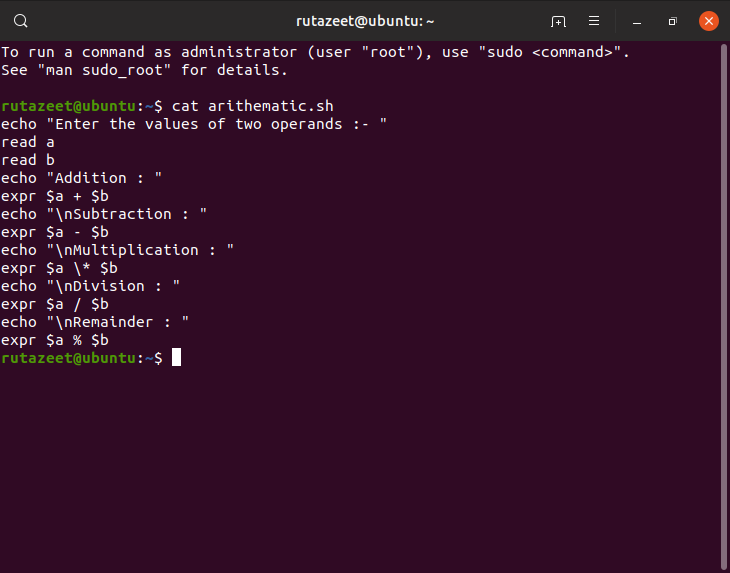 rutazeet@ubuntu: ~
To run a command as administrator (user "root"), use "sudo <command>".
See "man sudo_root" for details.
rutazeet@ubuntu:~$ cat arithematic.sh
echo "Enter the values of two operands :- "
read a
read b
echo "Addition : "
expr $a + $b
echo "\nSubtraction : "
expr $a - $b
echo "\nMultiplication : "
expr $a \* $b
echo "\nDivision : "
expr $a / $b
echo "\nRemainder : "
expr $a % $b
rutazeet@ubuntu:~$